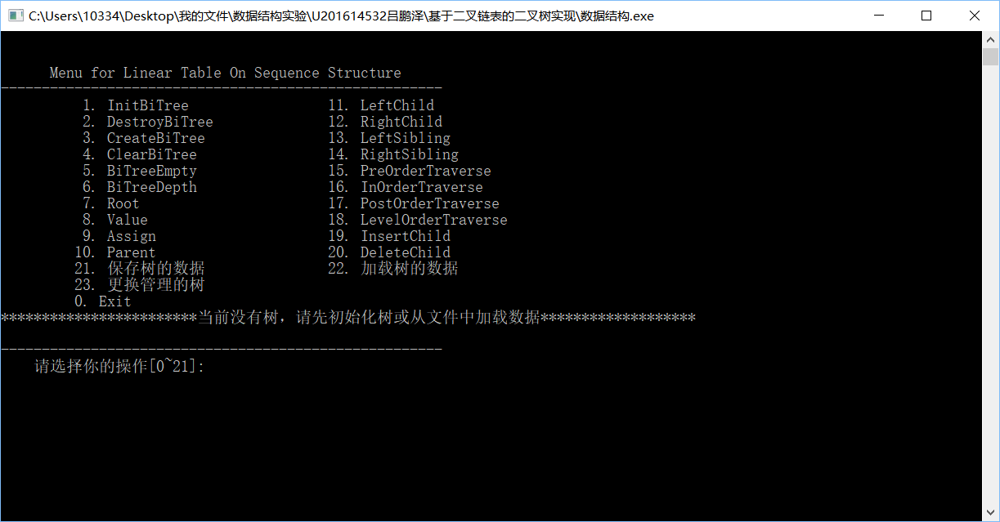 C:\Users\10334\Desktop\我的文件\数据结构实验\U201614532吕鹏泽\基于二叉链表的二叉树实现\数据结构.exe
Menu for Linear Table On Sequence Structure
------------------------------------------------------
1. InitBiTree 11. LeftChild
2. DestroyBiTree 12. RightChild
3. CreateBiTree 13. LeftSibling
4. ClearBiTree 14. RightSibling
5. BiTreeEmpty 15. PreOrderTraverse
6. BiTreeDepth 16. InOrderTraverse
7. Root 17. PostOrderTraverse
8. Value 18. LevelOrderTraverse
9. Assign 19. InsertChild
10. Parent 20. DeleteChild
21. 保存树的数据 22. 加载树的数据
23. 更换管理的树
0. Exit
************************当前没有树，请先初始化树或从文件中加载数据*******************
------------------------------------------------------
请选择你的操作[0~21]: